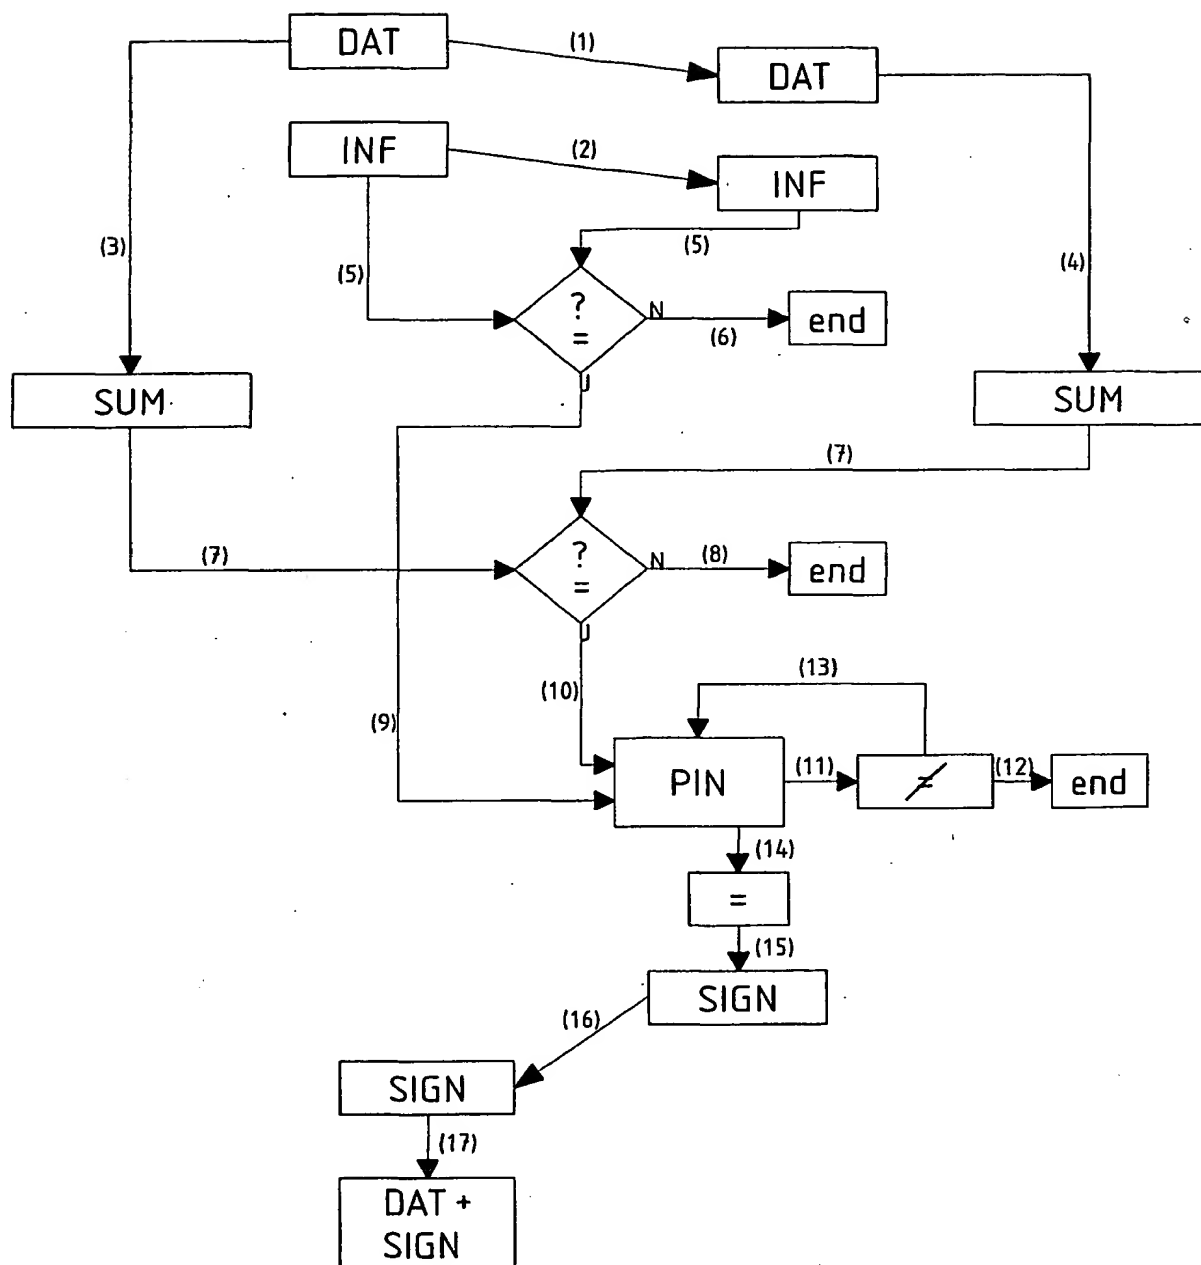 DAT
(1)
DAT
INF
(2)
INF
(3)
(5)
(5)
(4)
?
=
N
(6)
end
J
SUM
SUM
(7)
(7)
?
=
N
(8)
end
J
(9)
(10)
(13)
PIN
(11)
≠
(12)
end
(14)
=
(15)
SIGN
(16)
SIGN
(17)
DAT +
SIGN